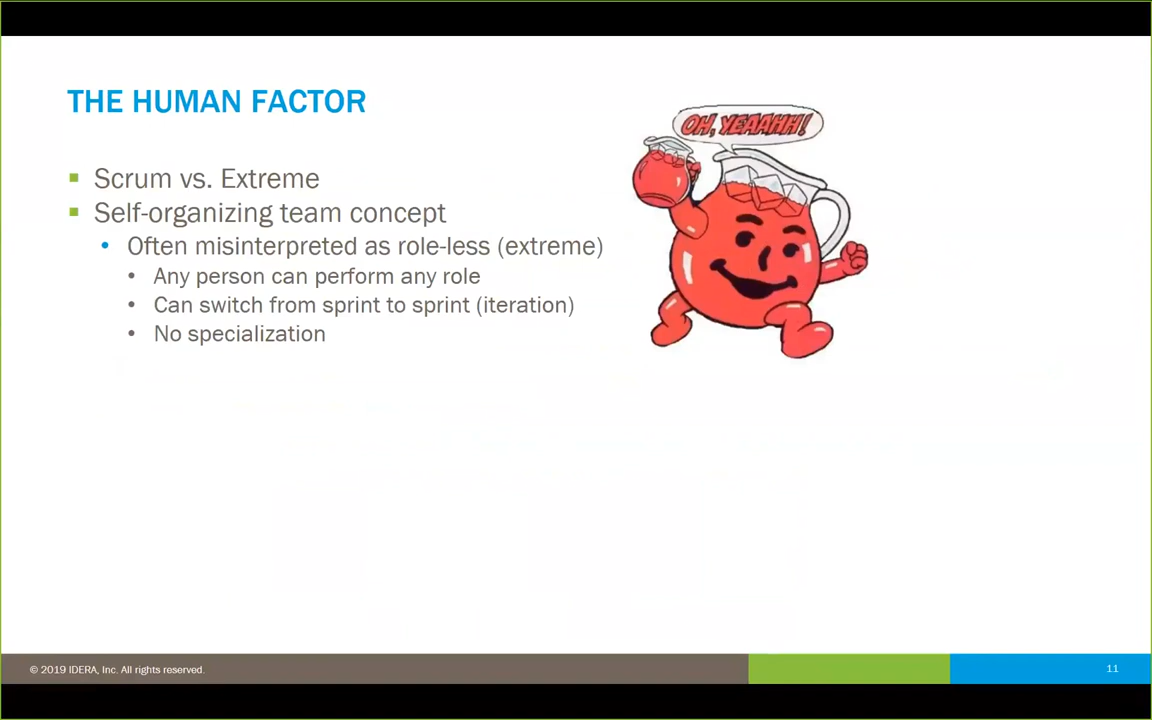 THE HUMAN FACTOR
OH, YEAAHH!
Scrum vs. Extreme
Self-organizing team concept
Often misinterpreted as role-less (extreme)
Any person can perform any role
Can switch from sprint to sprint (iteration)
No specialization
© 2019 IDERA, Inc. All rights reserved.
11